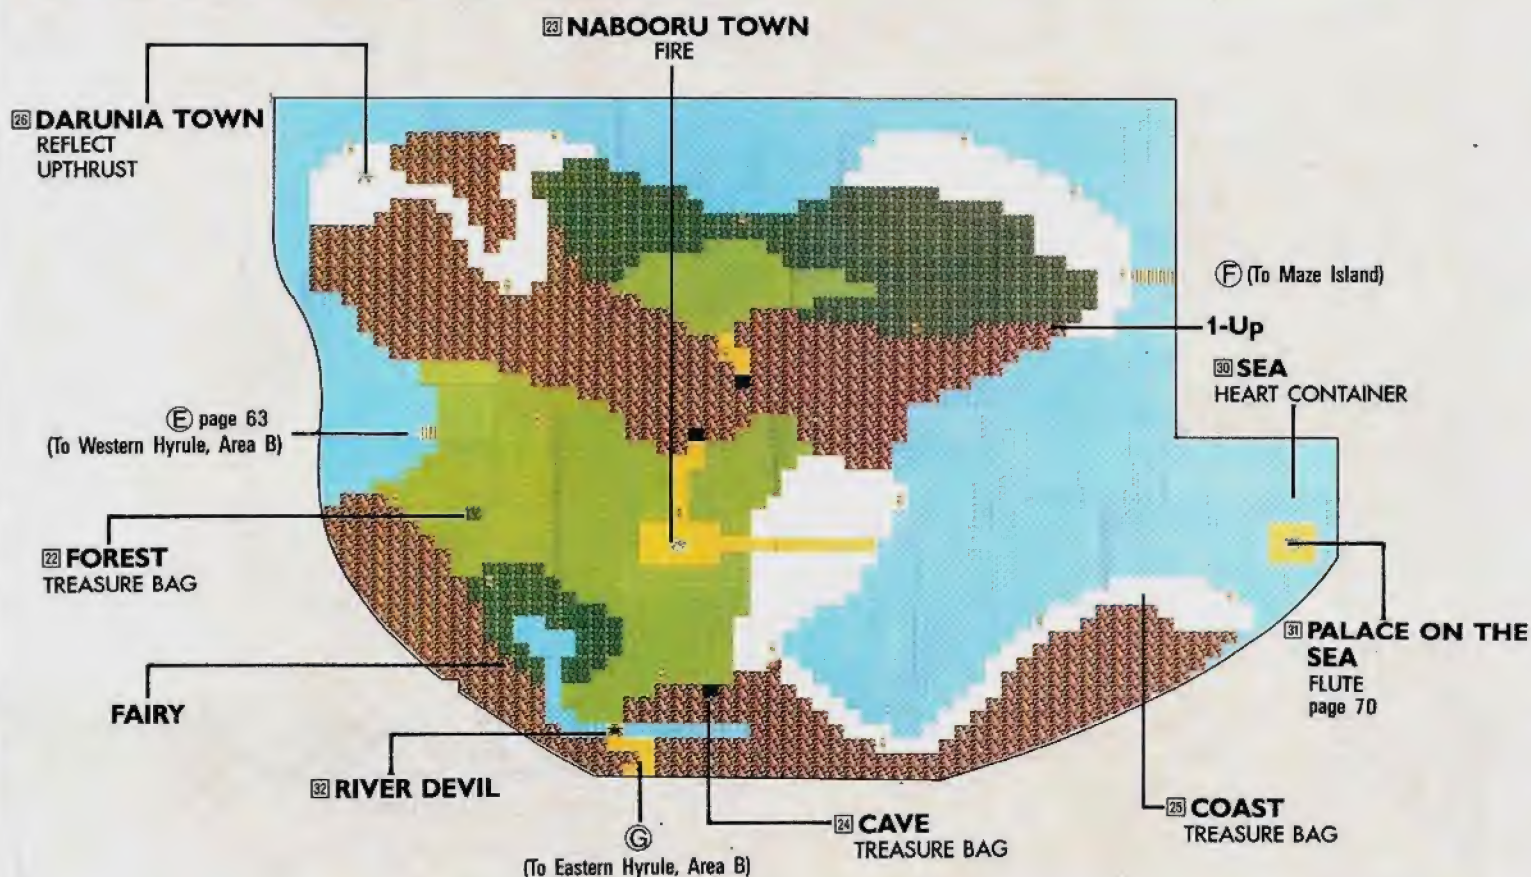 23 NABOORU TOWN
FIRE
26 DARUNIA TOWN
REFLECT
UPTHRUST
F (To Maze Island)
1-Up
30 SEA
HEART CONTAINER
E page 63
(To Western Hyrule, Area B)
22 FOREST
TREASURE BAG
31 PALACE ON THE
SEA
FLUTE
page 70
FAIRY
32 RIVER DEVIL
25 COAST
TREASURE BAG
24 CAVE
TREASURE BAG
G
(To Eastern Hyrule, Area B)